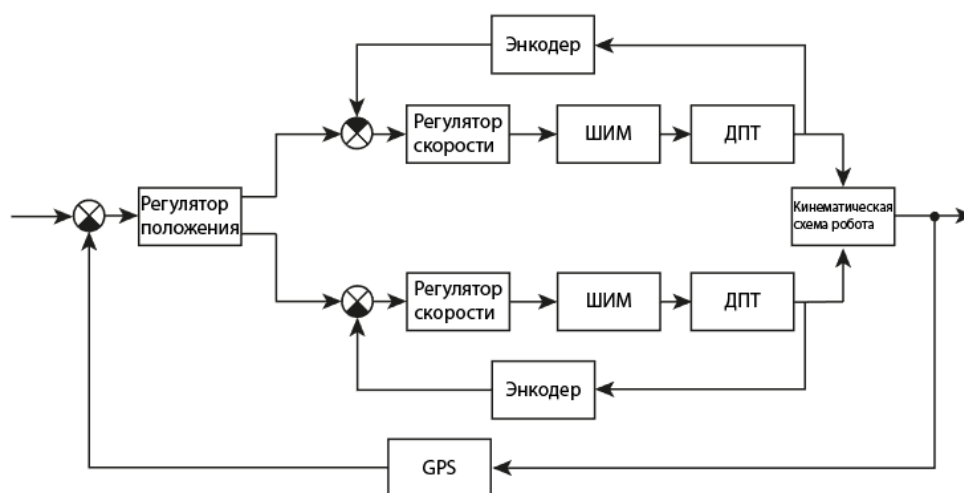 Энкодер
Регулятор
скорости
ШИМ
ДПТ
Регулятор
положения
Кинематическая
схема робота
Регулятор
скорости
ШИМ
ДПТ
Энкодер
GPS